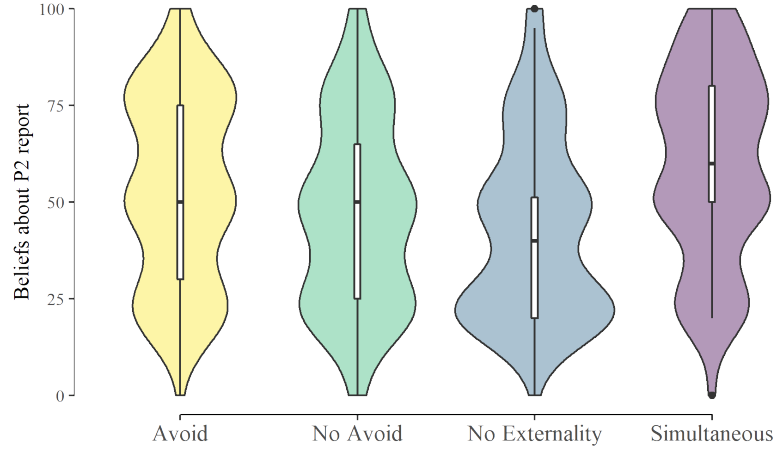 Beliefs about P2 report
100
75
50
25
0
Avoid
No Avoid
No Externality
Simultaneous